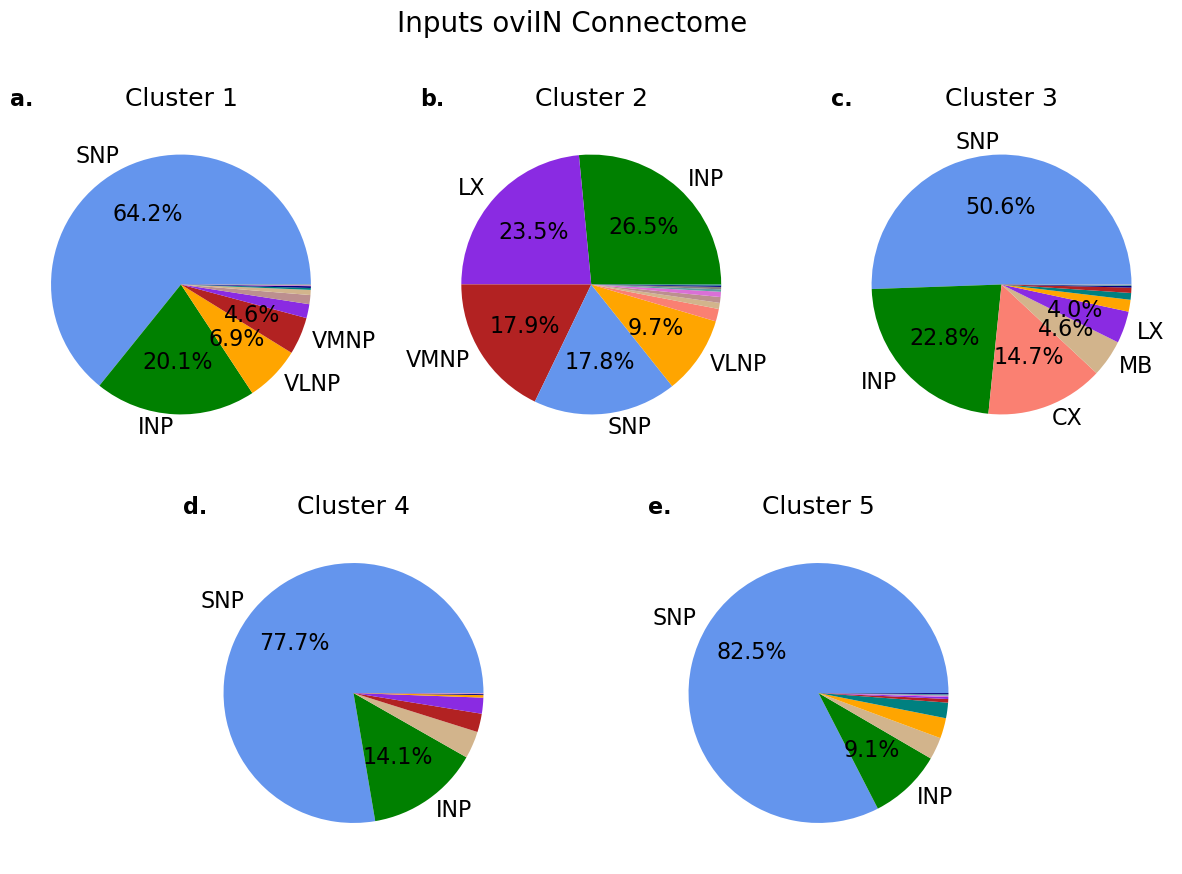 Inputs oviIN Connectome
a.
Cluster 1
SNP
64.2%
4.6%
6.9%
20.1%
VMNP
VLNP
INP
b.
Cluster 2
LX
INP
23.5%
26.5%
17.9%
9.7%
17.8%
VMNP
VLNP
SNP
c.
Cluster 3
SNP
50.6%
4.0%
4.6%
22.8%
14.7%
LX
MB
INP
CX
d.
Cluster 4
SNP
77.7%
14.1%
INP
e.
Cluster 5
SNP
82.5%
9.1%
INP